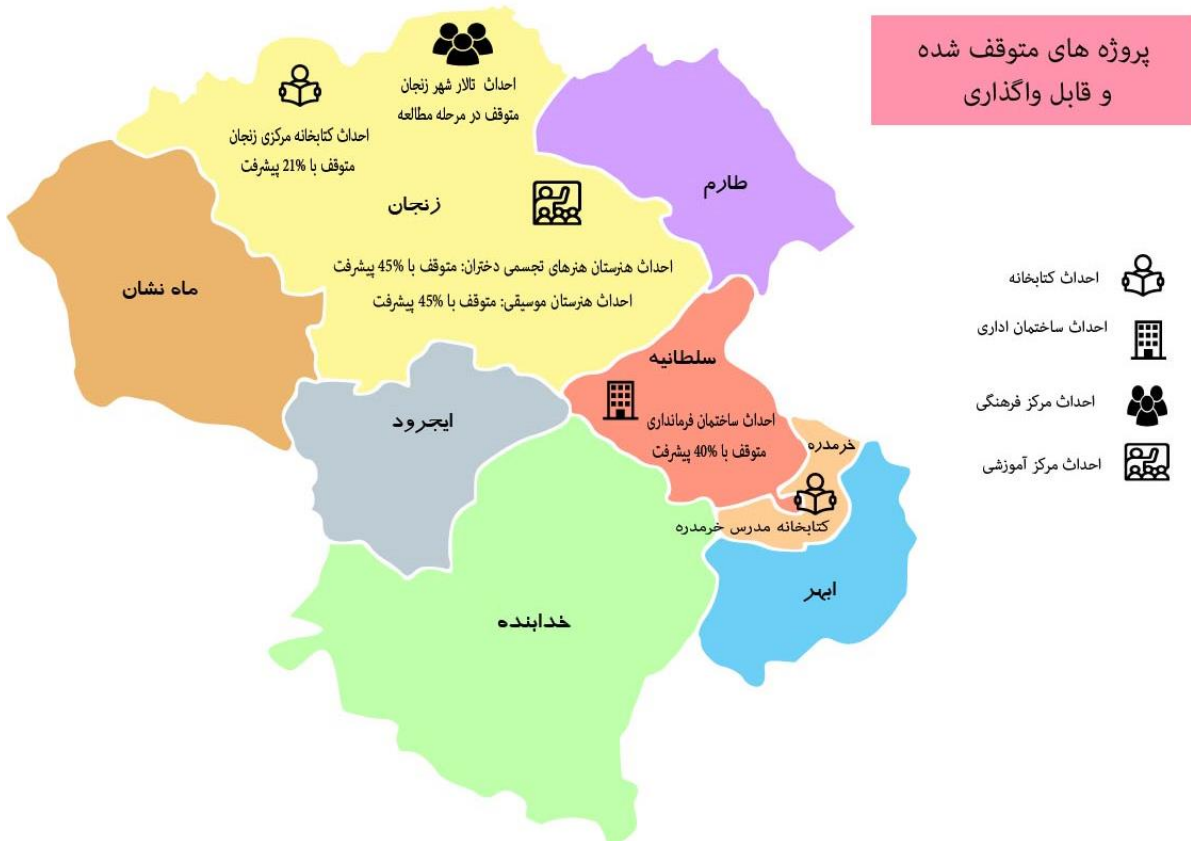 پروژه های متوقف شده
و قابل واگذاری
احداث تالار شهر زنجان
متوقف در مرحله مطالعه
احداث کتابخانه مرکزی زنجان
متوقف با 21% پیشرفت
طارم
زنجان
احداث هنرستان هنرهای تجسمی دختران: متوقف با 45% پیشرفت
احداث هنرستان موسیقی: متوقف با 45% پیشرفت
ماه نشان
سلطانیه
احداث ساختمان فرمانداری
متوقف با 40% پیشرفت
ایجرود
خرمدره
کتابخانه مدرس خرمدره
ابهر
خدابنده
احداث کتابخانه
احداث ساختمان اداری
احداث مرکز فرهنگی
احداث مرکز آموزشی